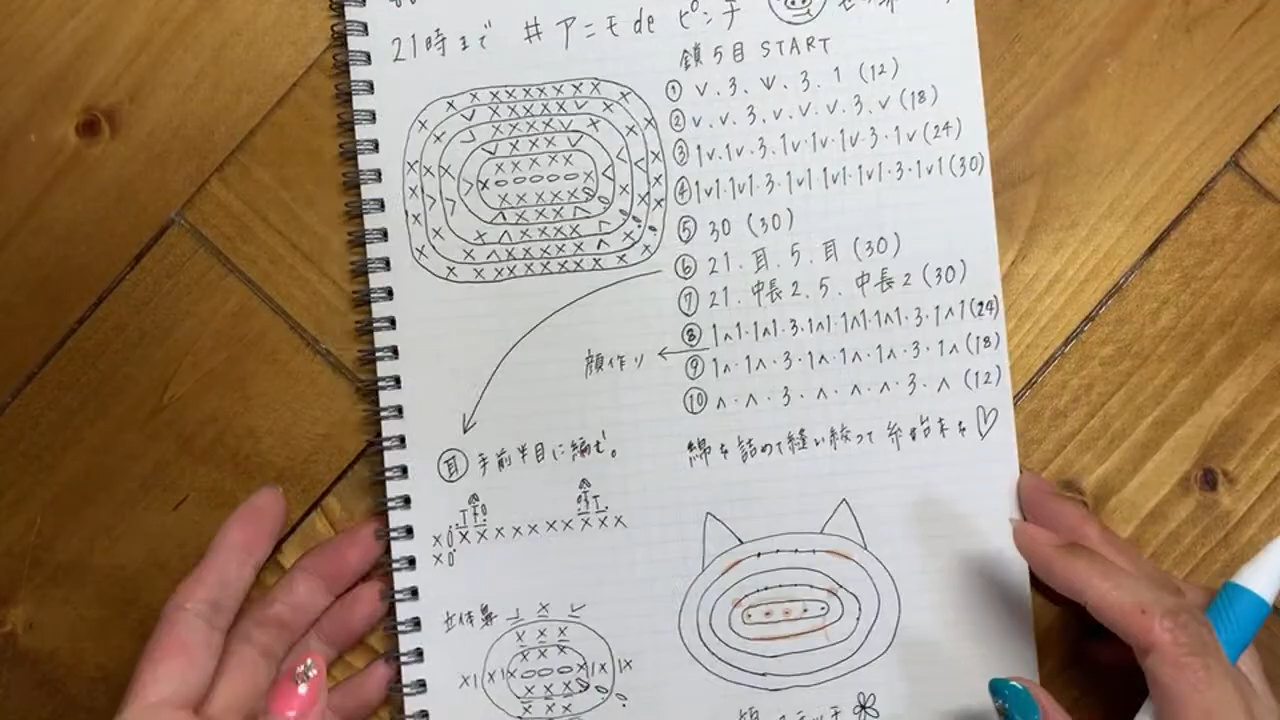 21時まで #アニモde ピンチ
鎖5目 START
① V. 3. W. 3. 1 (12)
② V. V. 3. V. V. V. 3. V (18)
③ 1V. 1V. 3. 1V. 1V. 1V. 3. 1V (24)
④ 1V1. 1V1. 3. 1V1. 1V1. 1V1. 3. 1V1 (30)
⑤ 30 (30)
⑥ 21. 耳. 5. 耳 (30)
⑦ 21. 中長2. 5. 中長2 (30)
⑧ 1∧1. 1∧1. 3. 1∧1. 1∧1. 1∧1. 3. 1∧1 (24)
顔作り ← ⑨ 1∧. 1∧. 3. 1∧. 1∧. 1∧. 3. 1∧ (18)
⑩ ∧. ∧. 3. ∧. ∧. ∧. 3. ∧ (12)
綿を詰めて縫い絞って糸始末を♡
耳 手前半目に編む。
立体鼻